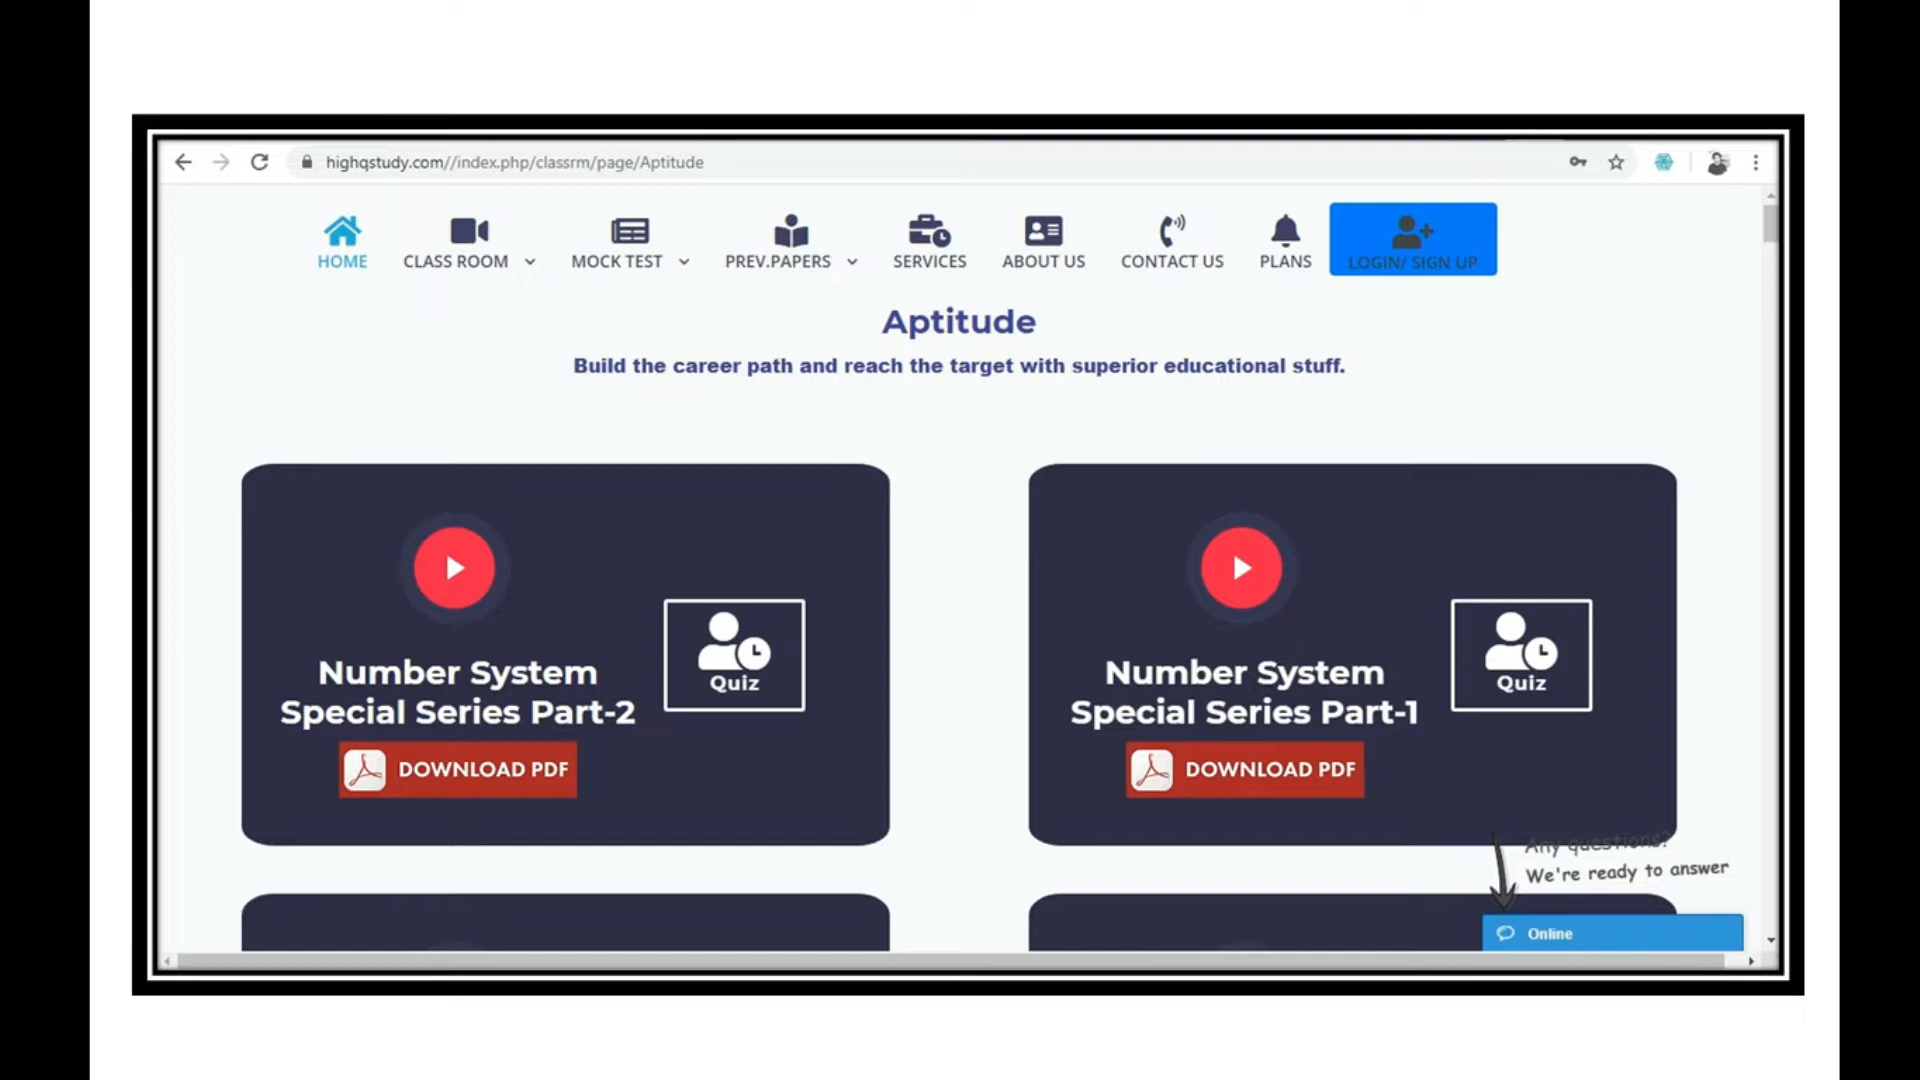 highqstudy.com//index.php/classrm/page/Aptitude
HOME CLASS ROOM MOCK TEST PREV.PAPERS SERVICES ABOUT US CONTACT US PLANS LOGIN/ SIGN UP
Aptitude
Build the career path and reach the target with superior educational stuff.
Number System
Special Series Part-2
Quiz
DOWNLOAD PDF
Number System
Special Series Part-1
Quiz
DOWNLOAD PDF
Any questions?
We're ready to answer
Online